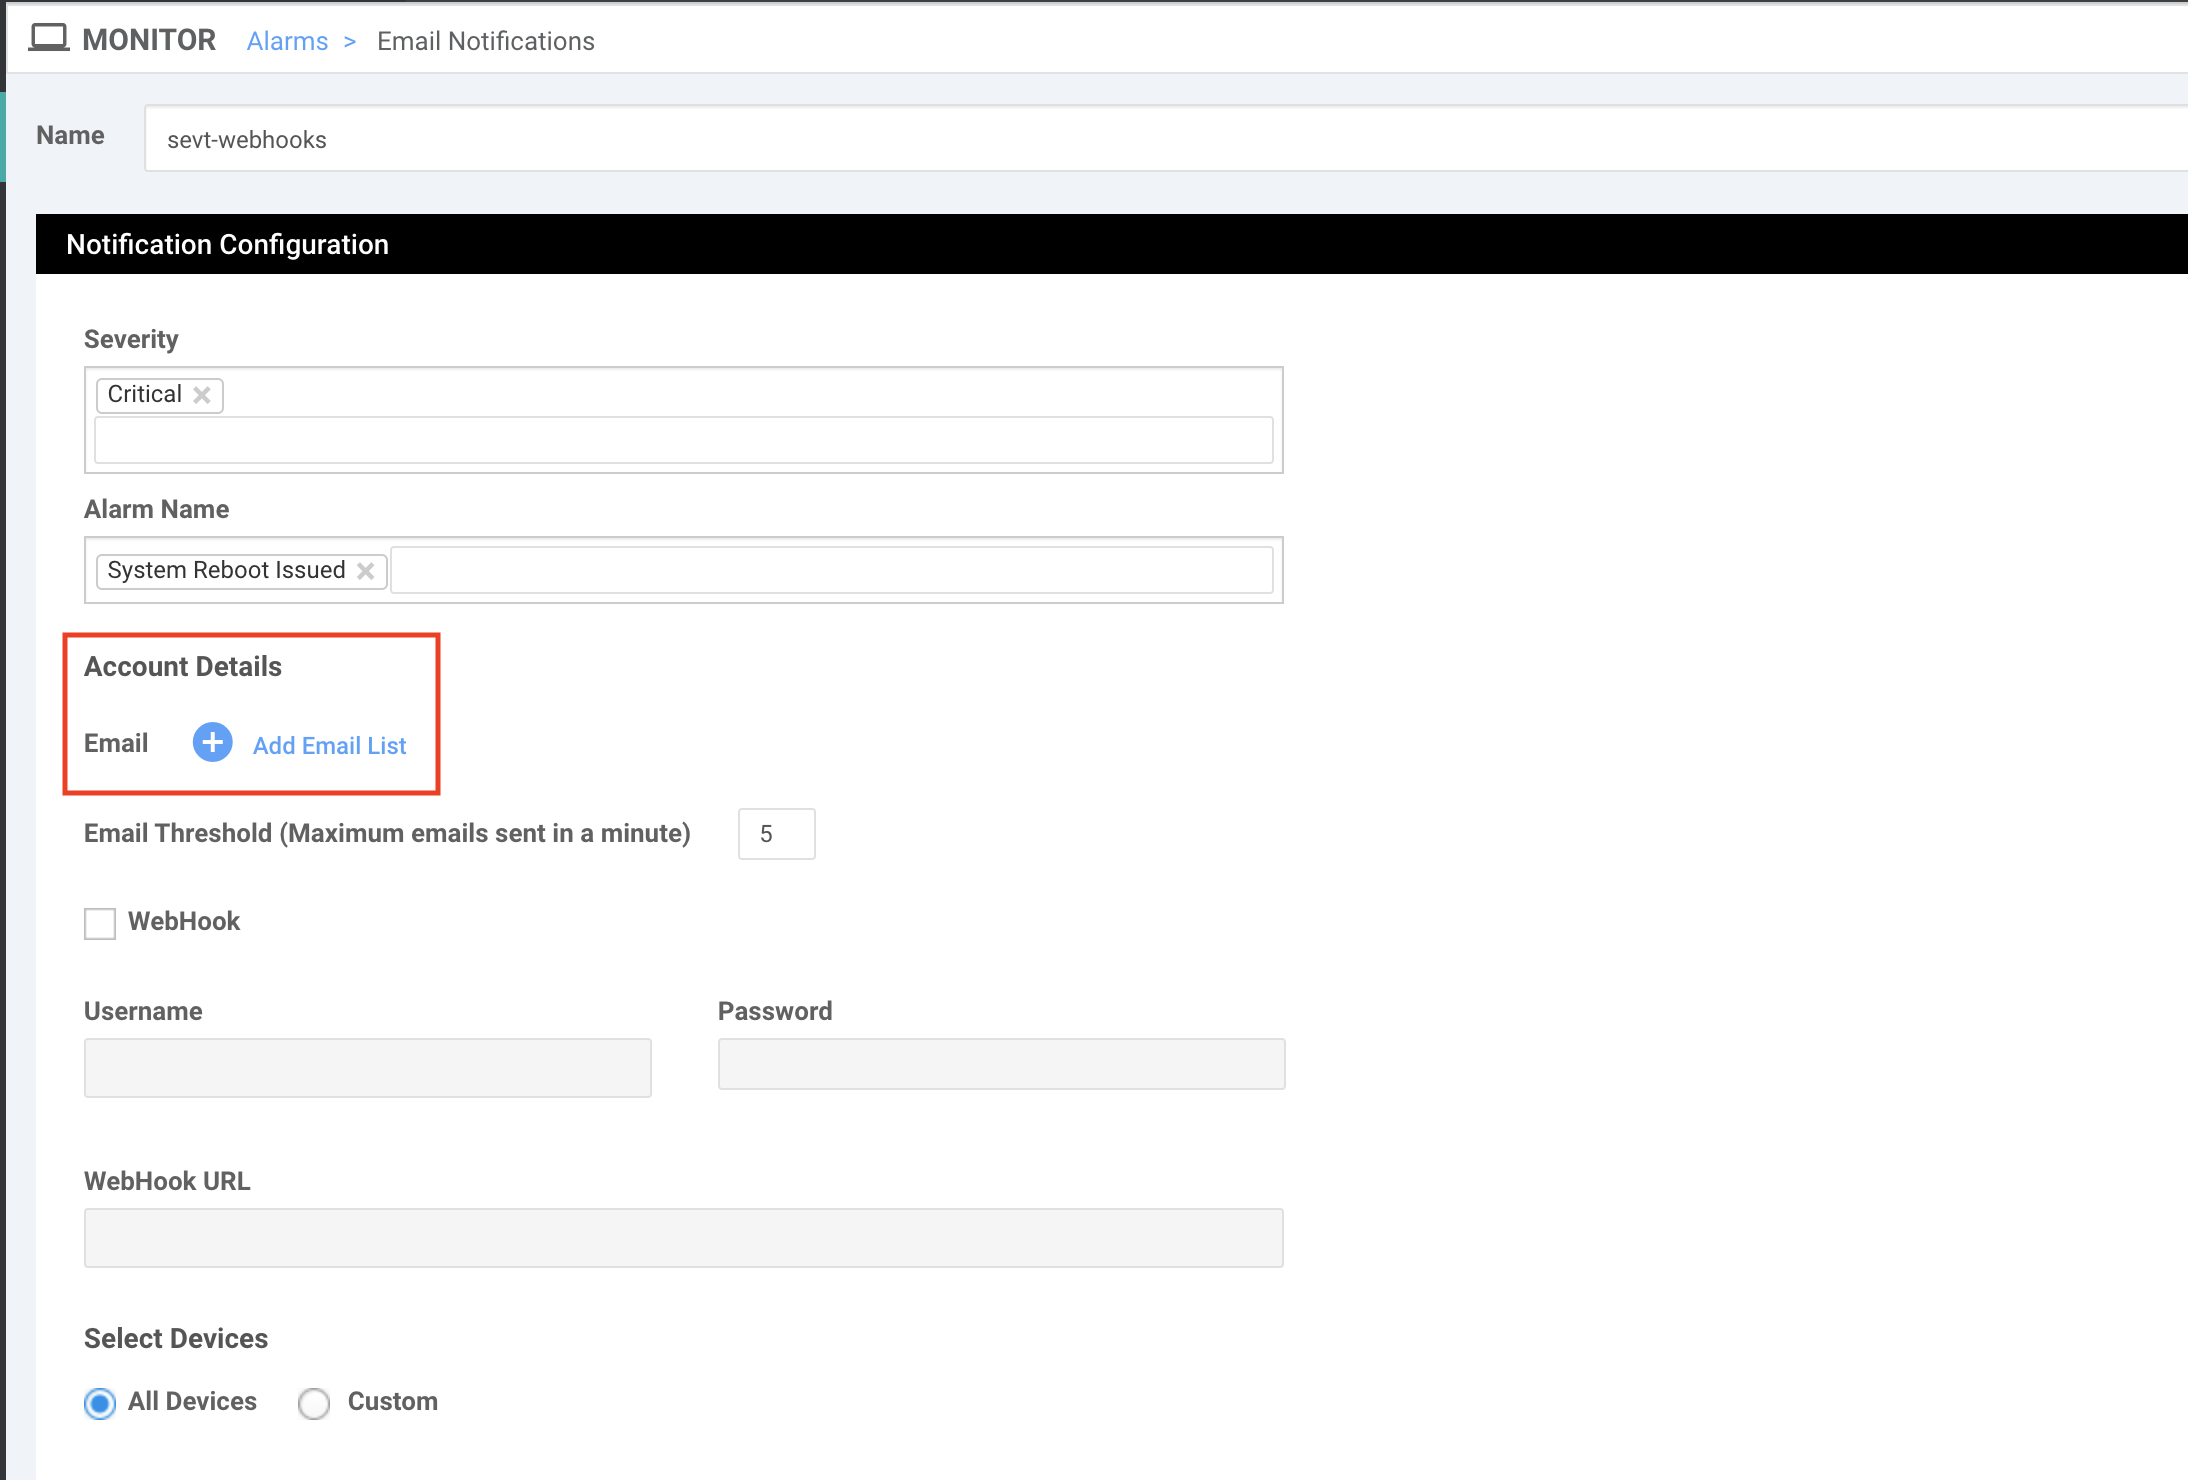 MONITOR Alarms > Email Notifications
Name sevt-webhooks
Notification Configuration
Severity
Critical
Alarm Name
System Reboot Issued
Account Details
Email Add Email List
Email Threshold (Maximum emails sent in a minute) 5
WebHook
Username Password
WebHook URL
Select Devices
All Devices Custom